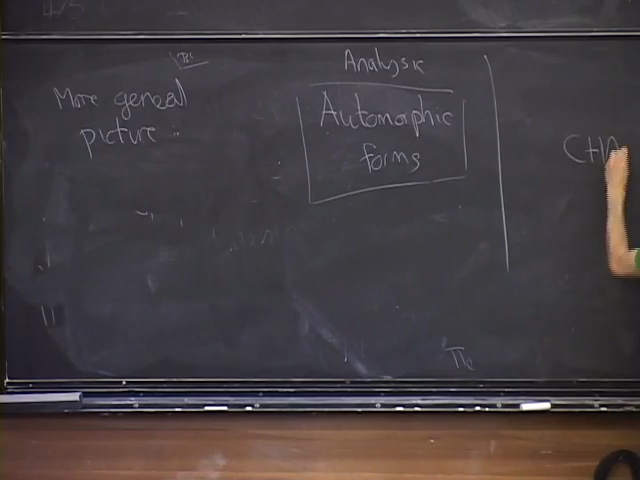 More general
picture ..
Analysis
Automorphic
forms